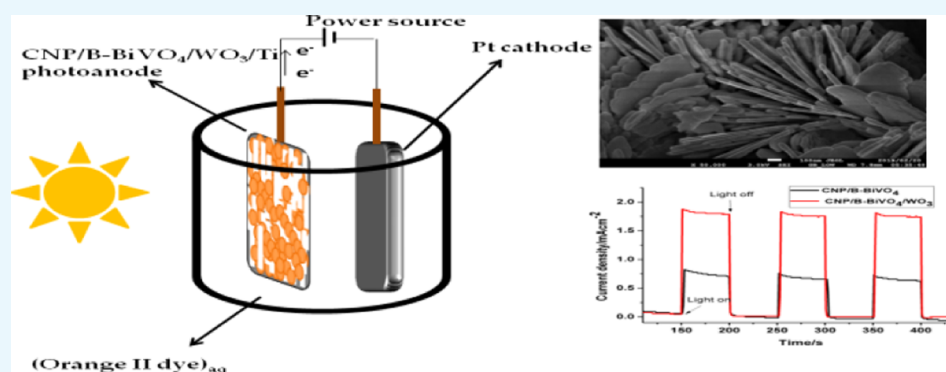 Power source
CNP/B-BiVO₄/WO₃/Ti
photoanode
e⁻
e⁻
Pt cathode
(Orange II dye)aq
100nm
CNP/B-BiVO₄
CNP/B-BiVO₄/WO₃
Light off
Light on
Current density/mAcm⁻²
2.0
1.5
1.0
0.5
0.0
150 200 250 300 350 400
Time/s